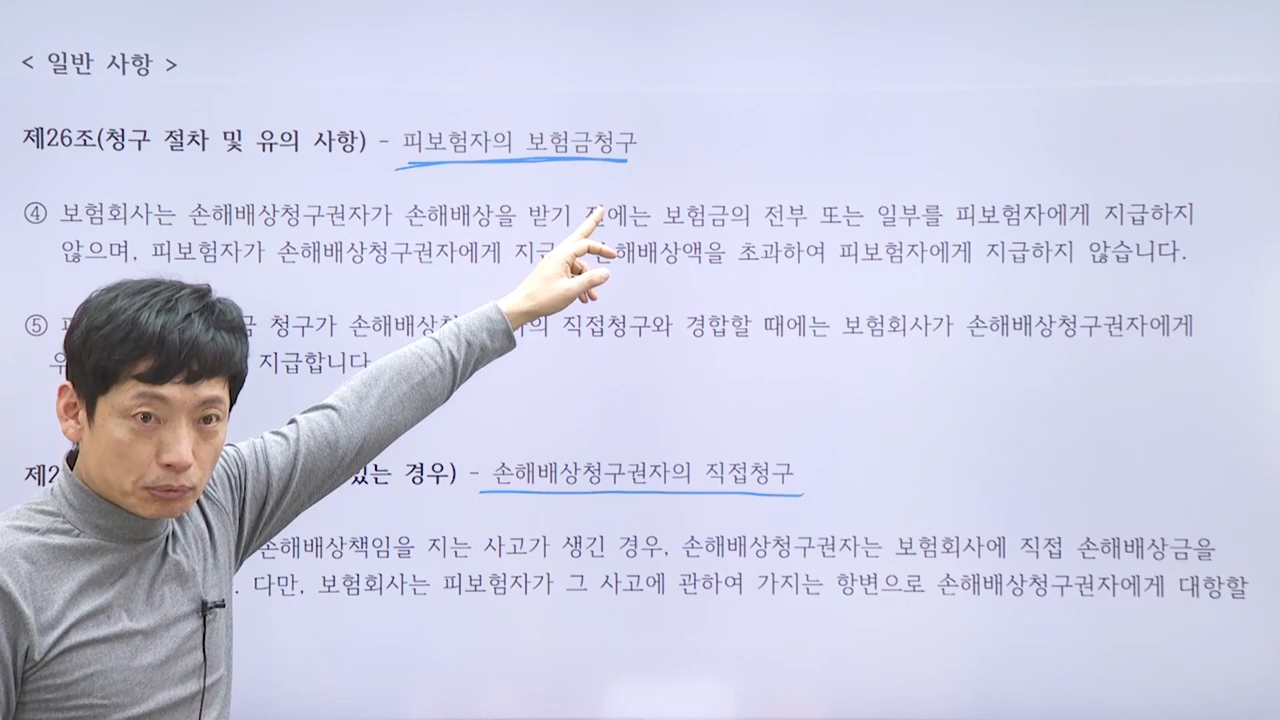 < 일반 사항 >
제26조(청구 절차 및 유의 사항) - 피보험자의 보험금청구
④ 보험회사는 손해배상청구권자가 손해배상을 받기 전에는 보험금의 전부 또는 일부를 피보험자에게 지급하지
않으며, 피보험자가 손해배상청구권자에게 손해배상액을 초과하여 피보험자에게 지급하지 않습니다.
⑤ 청구가 직접청구와 경합할 때에는 보험회사가 손해배상청구권자에게
지급합니다
있는 경우) - 손해배상청구권자의 직접청구
손해배상책임을 지는 사고가 생긴 경우, 손해배상청구권자는 보험회사에 직접 손해배상금을
. 다만, 보험회사는 피보험자가 그 사고에 관하여 가지는 항변으로 손해배상청구권자에게 대항할